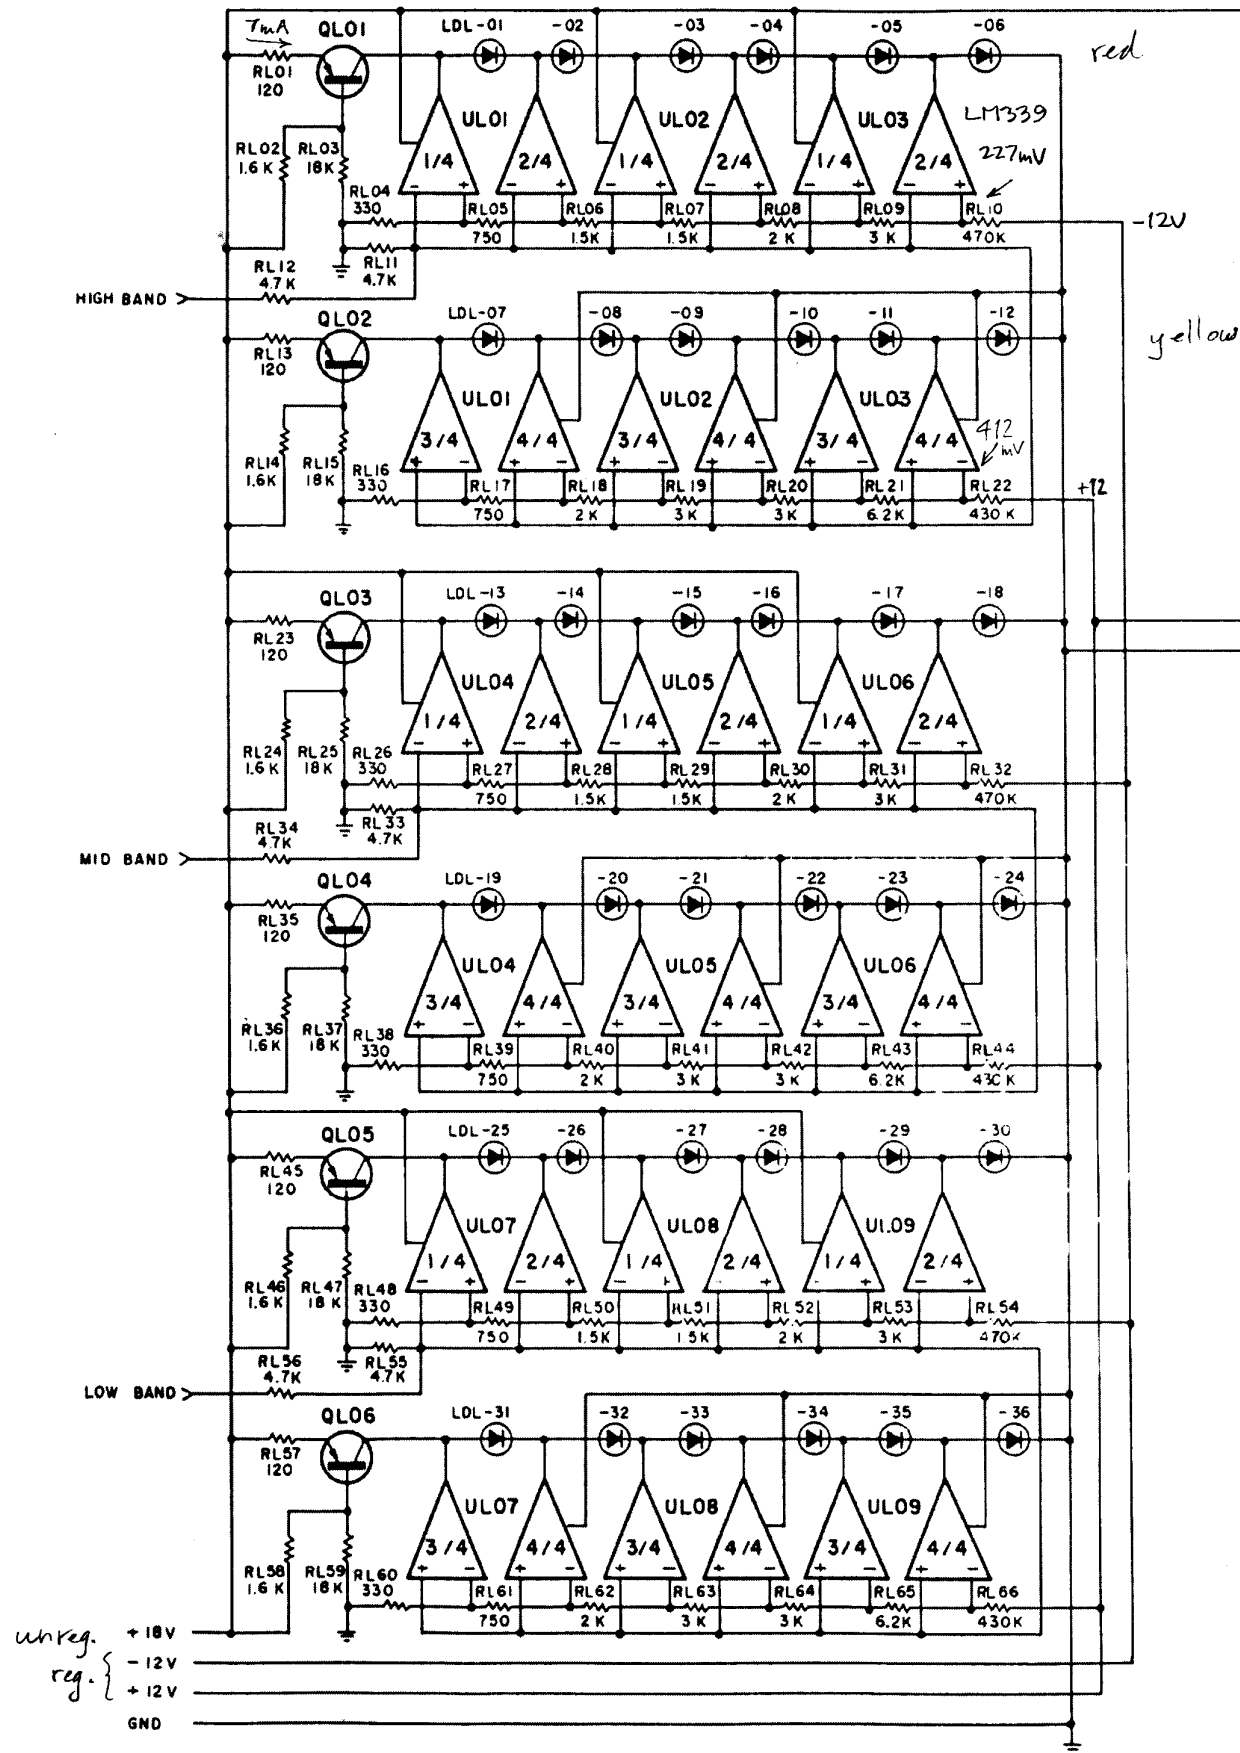 7mA QL01 LDL-01 -02 -03 -04 -05 -06 red
RL01 120
UL01 UL02 UL03 LM339
RL02 1.6K RL03 18K 1/4 2/4 1/4 2/4 1/4 2/4 227mV
RL04 330 - + - + - + - + - + - +
RL05 750 RL06 1.5K RL07 1.5K RL08 2K RL09 3K RL10 470K -12V
RL12 4.7K RL11 4.7K
HIGH BAND
QL02 LDL-07 -08 -09 -10 -11 -12 yellow
RL13 120
UL01 UL02 UL03
RL14 1.6K RL15 18K 3/4 4/4 3/4 4/4 3/4 4/4 412 mV
RL16 330 + - + - + - + - + - + -
RL17 750 RL18 2K RL19 3K RL20 3K RL21 6.2K RL22 430K +12
QL03 LDL-13 -14 -15 -16 -17 -18
RL23 120
UL04 UL05 UL06
RL24 1.6K RL25 18K 1/4 2/4 1/4 2/4 1/4 2/4
RL26 330 - + - + - + - + - + - +
RL27 750 RL28 1.5K RL29 1.5K RL30 2K RL31 3K RL32 470K
RL34 4.7K RL33 4.7K
MID BAND
QL04 LDL-19 -20 -21 -22 -23 -24
RL35 120
UL04 UL05 UL06
RL36 1.6K RL37 18K 3/4 4/4 3/4 4/4 3/4 4/4
RL38 330 + - + - + - + - + - + -
RL39 750 RL40 2K RL41 3K RL42 3K RL43 6.2K RL44 430K
QL05 LDL-25 -26 -27 -28 -29 -30
RL45 120
UL07 UL08 UL09
RL46 1.6K RL47 18K 1/4 2/4 1/4 2/4 1/4 2/4
RL48 330 - + - + - + - + - + - +
RL49 750 RL50 1.5K RL51 1.5K RL52 2K RL53 3K RL54 470K
RL56 4.7K RL55 4.7K
LOW BAND
QL06 LDL-31 -32 -33 -34 -35 -36
RL57 120
UL07 UL08 UL09
RL58 1.6K RL59 18K 3/4 4/4 3/4 4/4 3/4 4/4
RL60 330 + - + - + - + - + - + -
RL61 750 RL62 2K RL63 3K RL64 3K RL65 6.2K RL66 430K
unreg. +18V
reg. { -12V
+12V
GND